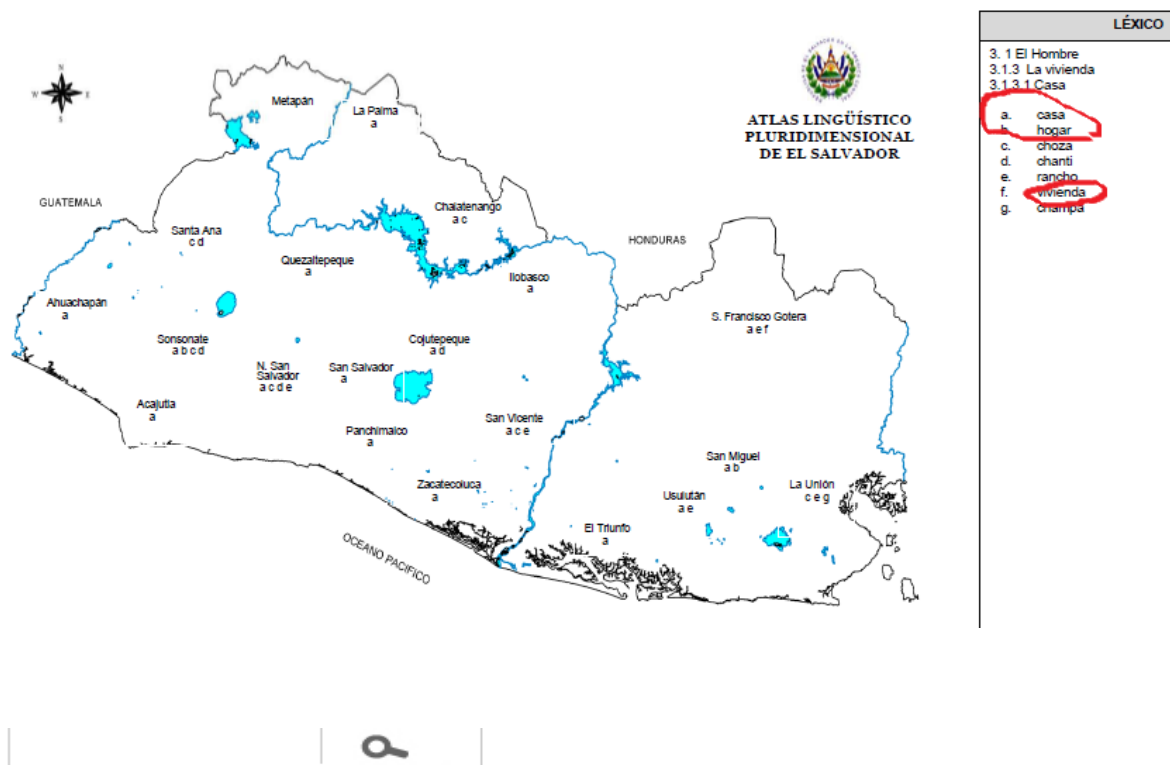 LÉXICO
3. 1 El Hombre
3.1.3 La vivienda
3.1.3.1 Casa
a. casa
b. hogar
c. choza
d. chanti
e. rancho
f. vivienda
g. champa
ATLAS LINGÜÍSTICO
PLURIDIMENSIONAL
DE EL SALVADOR
N
W E
S
Metapán
La Palma
a
GUATEMALA
Chalatenango
a c
Santa Ana
c d
HONDURAS
Quezaltepeque
a
Ilobasco
a
Ahuachapán
a
S. Francisco Gotera
a e f
Sonsonate
a b c d
Cojutepeque
a d
N. San
Salvador
a c d e
San Salvador
a
Acajutla
a
San Vicente
a c e
Panchimalco
a
San Miguel
a b
Zacatecoluca
a
La Unión
c e g
Usulután
a e
El Triunfo
a
OCEANO PACIFICO